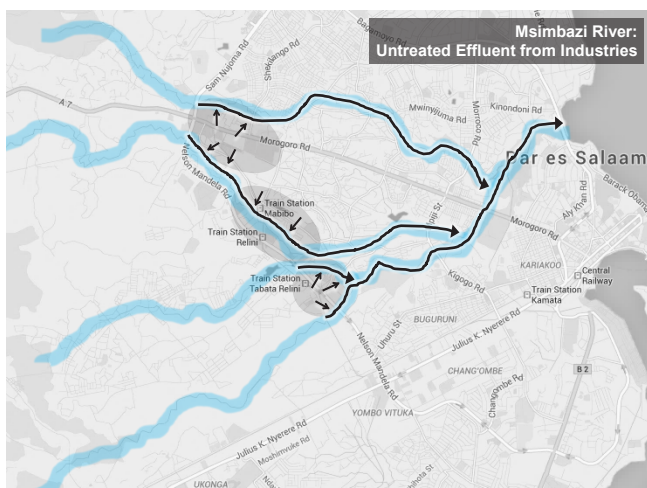 Msimbazi River:
Untreated Effluent from Industries
Bagamoyo Rd
Sam Nujoma Rd
Shekilango Rd
A 7
Mwinyijuma Rd
Morroco Rd
Kinondoni Rd
Morogoro Rd
Dar es Salaam
Nelson Mandela Rd
Barack Obama
Aly Khan Rd
Train Station
Mabibo
Train Station
Relini
Morogoro Rd
KARIAKOO
Train Station
Tabata Relini
Central
Railway
Kigogo Rd
Train Station
Kamata
BUGURUNI
Uhuru St
Julius K. Nyerere Rd
Nelson Mandela Rd
B 2
CHANG'OMBE
Changombe Rd
YOMBO VITUKA
Julius K. Nyerere Rd
Moshimvruke Rd
UKONGA